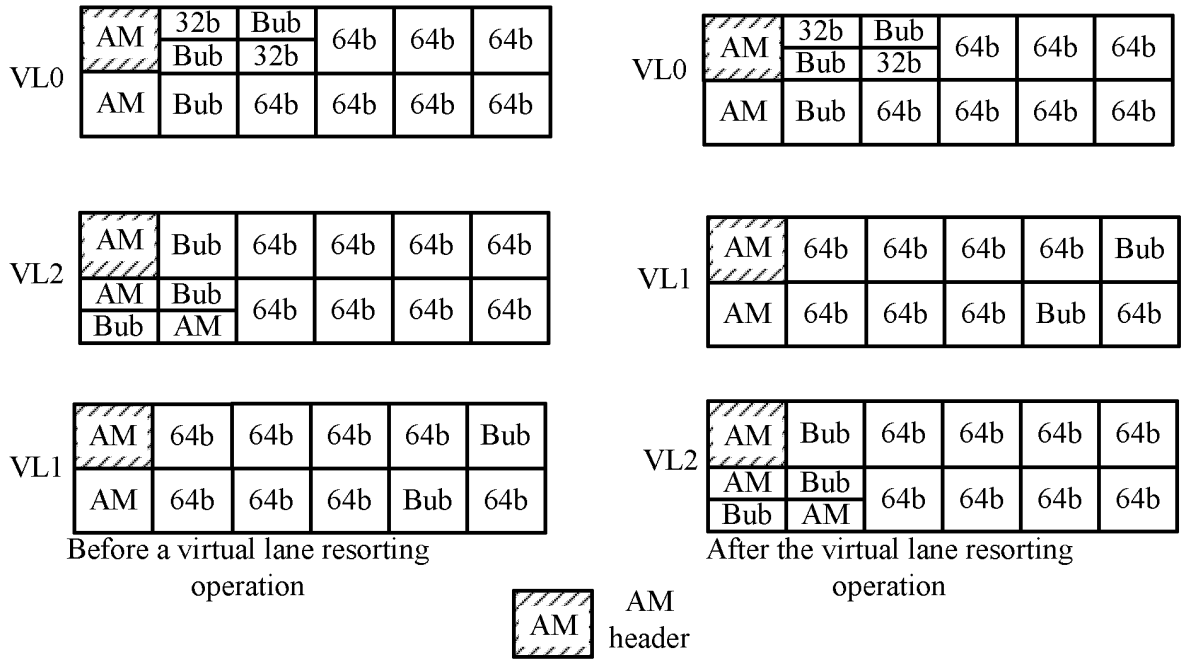 AM 32b Bub 64b 64b 64b
Bub 32b
VL0
AM Bub 64b 64b 64b 64b
AM Bub 64b 64b 64b 64b
VL2
AM Bub 64b 64b 64b 64b
Bub AM
AM 64b 64b 64b 64b Bub
VL1
AM 64b 64b 64b Bub 64b
Before a virtual lane resorting
operation
AM 32b Bub 64b 64b 64b
Bub 32b
VL0
AM Bub 64b 64b 64b 64b
AM 64b 64b 64b 64b Bub
VL1
AM 64b 64b 64b Bub 64b
AM Bub 64b 64b 64b 64b
VL2
AM Bub 64b 64b 64b 64b
Bub AM
After the virtual lane resorting
operation
AM
AM
header